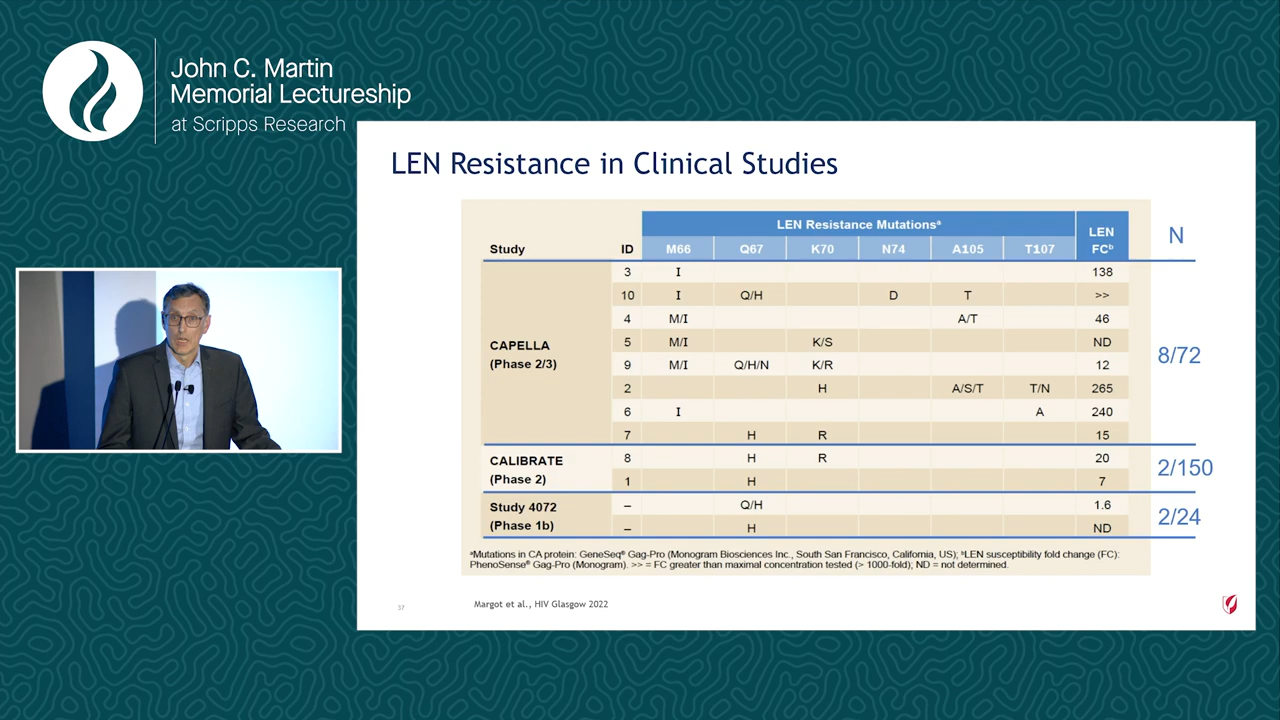 John C. Martin
Memorial Lectureship
at Scripps Research
LEN Resistance in Clinical Studies
LEN Resistance Mutationsᵃ
LEN
FCᵇ
N
Study ID M66 Q67 K70 N74 A105 T107
3 I 138
10 I Q/H D T >>
4 M/I A/T 46
CAPELLA
(Phase 2/3)
5 M/I K/S ND
8/72
9 M/I Q/H/N K/R 12
2 H A/S/T T/N 265
6 I A 240
7 H R 15
CALIBRATE
(Phase 2)
8 H R 20
2/150
1 H 7
Study 4072
(Phase 1b)
– Q/H 1.6
2/24
– H ND
ᵃMutations in CA protein: GeneSeq® Gag-Pro (Monogram Biosciences Inc., South San Francisco, California, US); ᵇLEN susceptibility fold change (FC):
PhenoSense® Gag-Pro (Monogram). >> = FC greater than maximal concentration tested (> 1000-fold); ND = not determined.
37
Margot et al., HIV Glasgow 2022